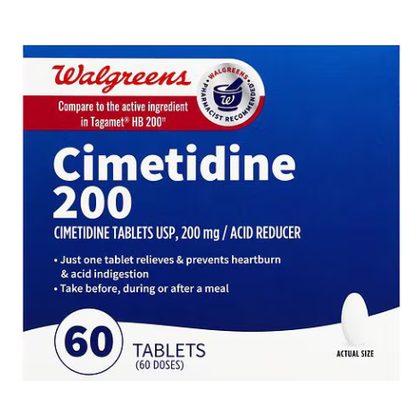 Walgreens
WALGREENS
PHARMACIST RECOMMENDED
W
Compare to the active ingredient
in Tagamet® HB 200††
Cimetidine
200
CIMETIDINE TABLETS USP, 200 mg / ACID REDUCER
• Just one tablet relieves & prevents heartburn
& acid indigestion
• Take before, during or after a meal
60 TABLETS
(60 DOSES)
ACTUAL SIZE